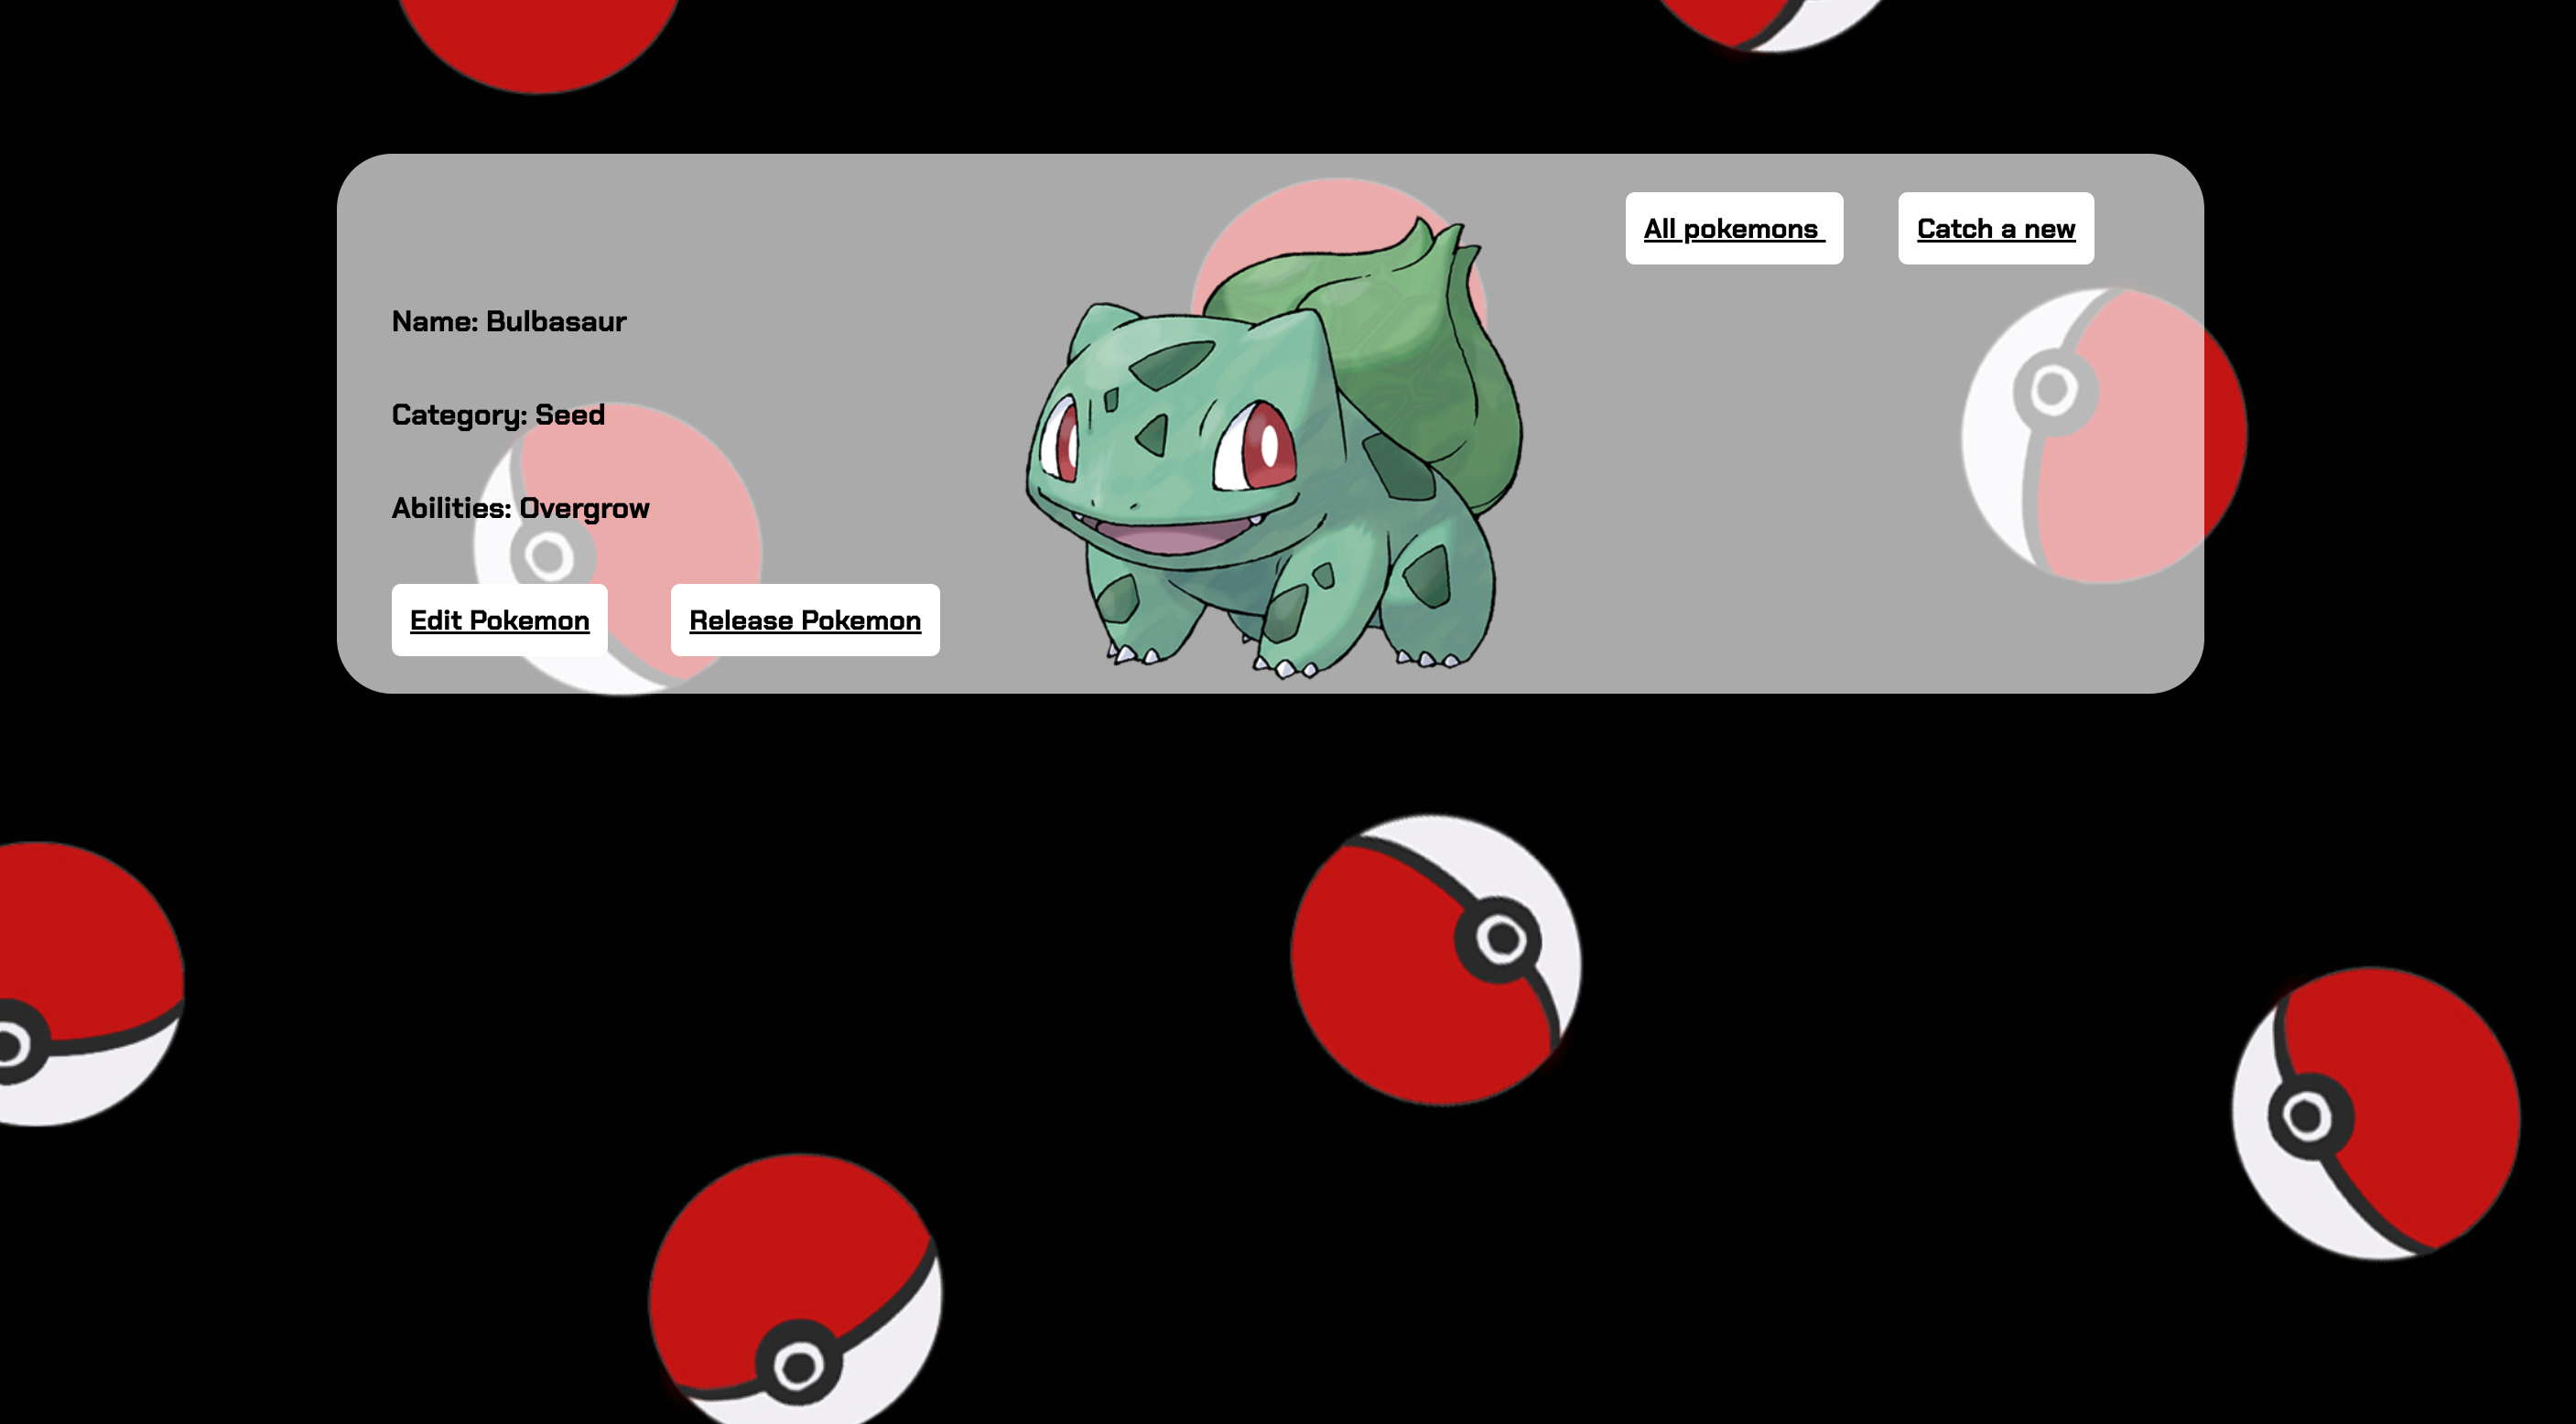 All pokemons
Catch a new
Name: Bulbasaur
Category: Seed
Abilities: Overgrow
Edit Pokemon
Release Pokemon